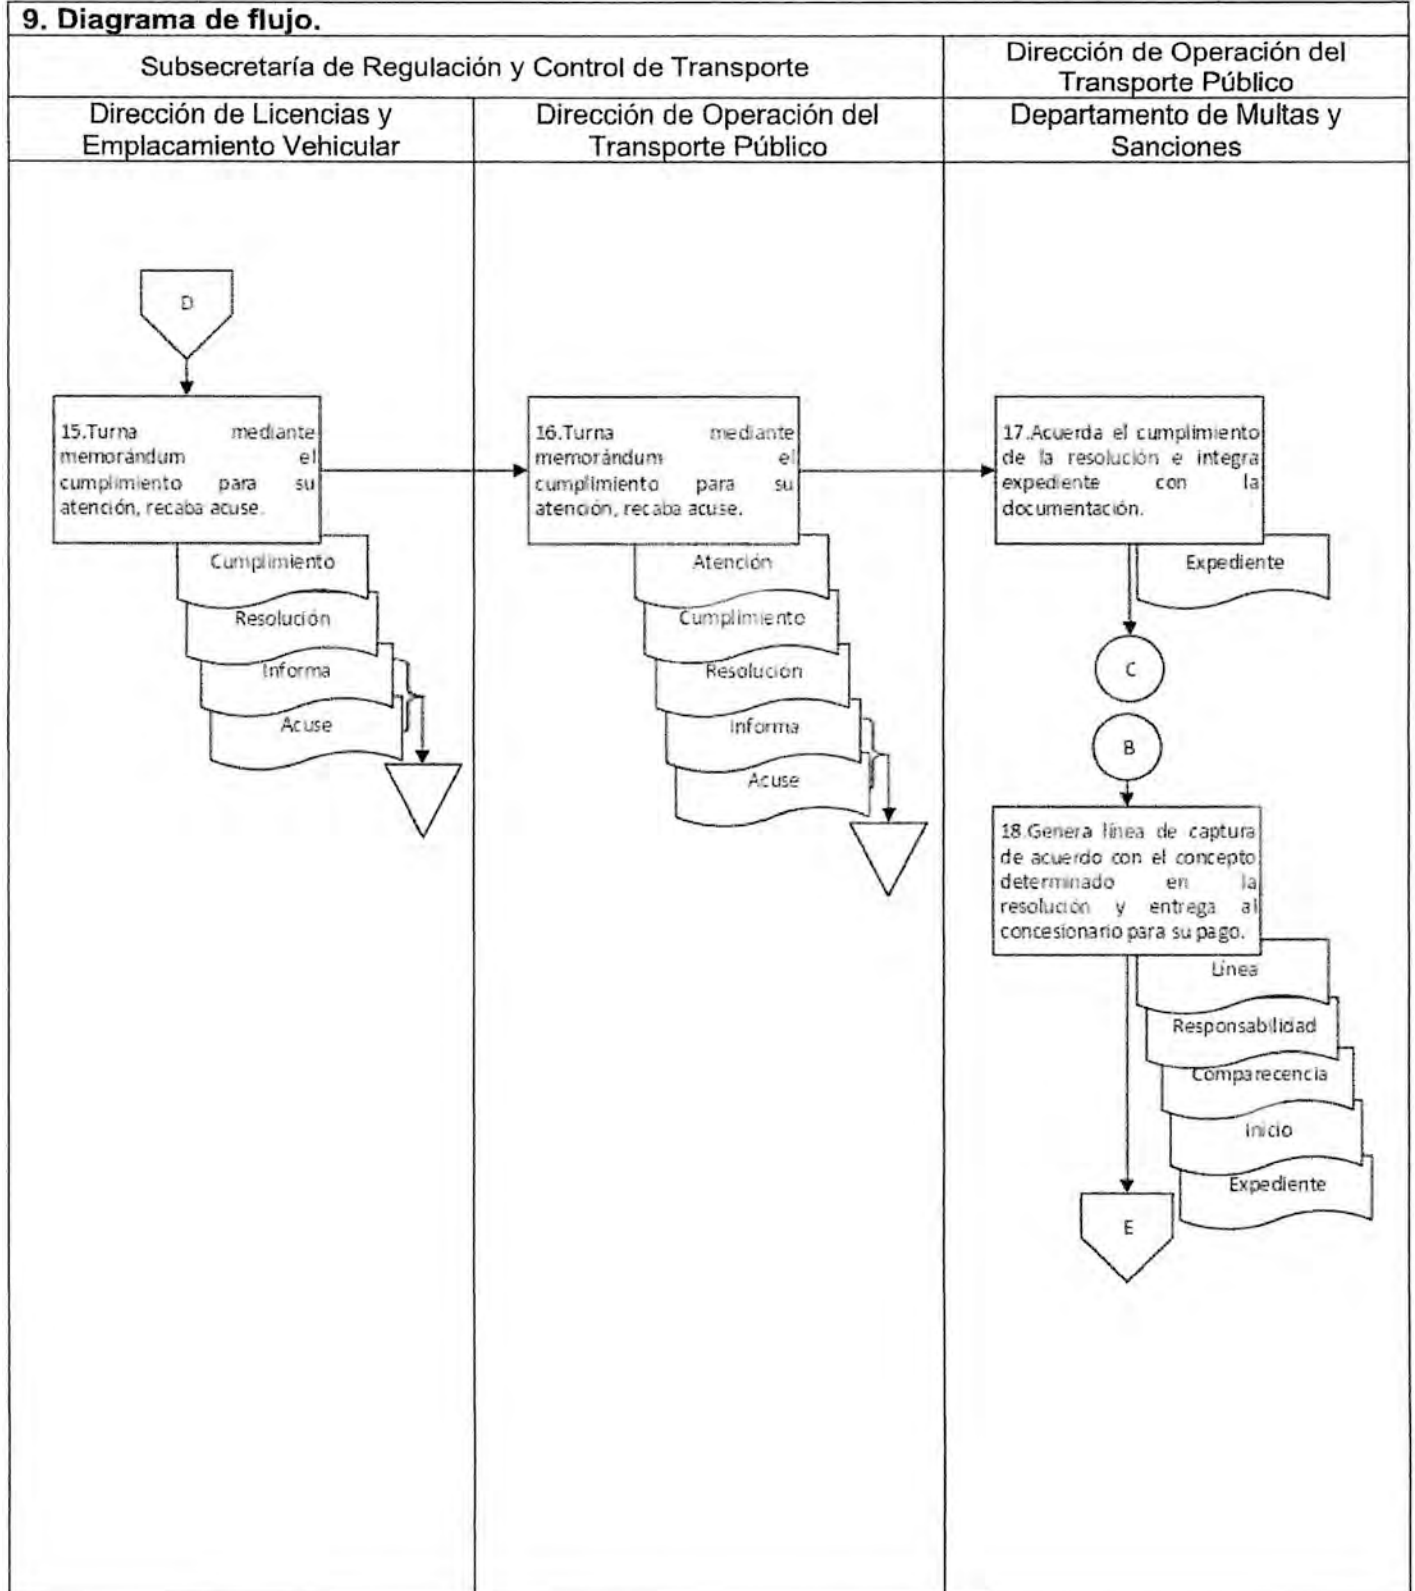 9. Diagrama de flujo.
Subsecretaría de Regulación y Control de Transporte
Dirección de Operación del
Transporte Público
Dirección de Licencias y
Emplacamiento Vehicular
Dirección de Operación del
Transporte Público
Departamento de Multas y
Sanciones
D
15.Turna mediante
memorándum el
cumplimiento para su
atención, recaba acuse.
Cumplimiento
Resolución
Informa
Acuse
16.Turna mediante
memorándum el
cumplimiento para su
atención, recaba acuse.
Atención
Cumplimiento
Resolución
Informa
Acuse
17.Acuerda el cumplimiento
de la resolución e integra
expediente con la
documentación.
Expediente
C
B
18.Genera línea de captura
de acuerdo con el concepto
determinado en la
resolución y entrega al
concesionario para su pago.
Línea
Responsabilidad
Comparecencia
Inicio
Expediente
E